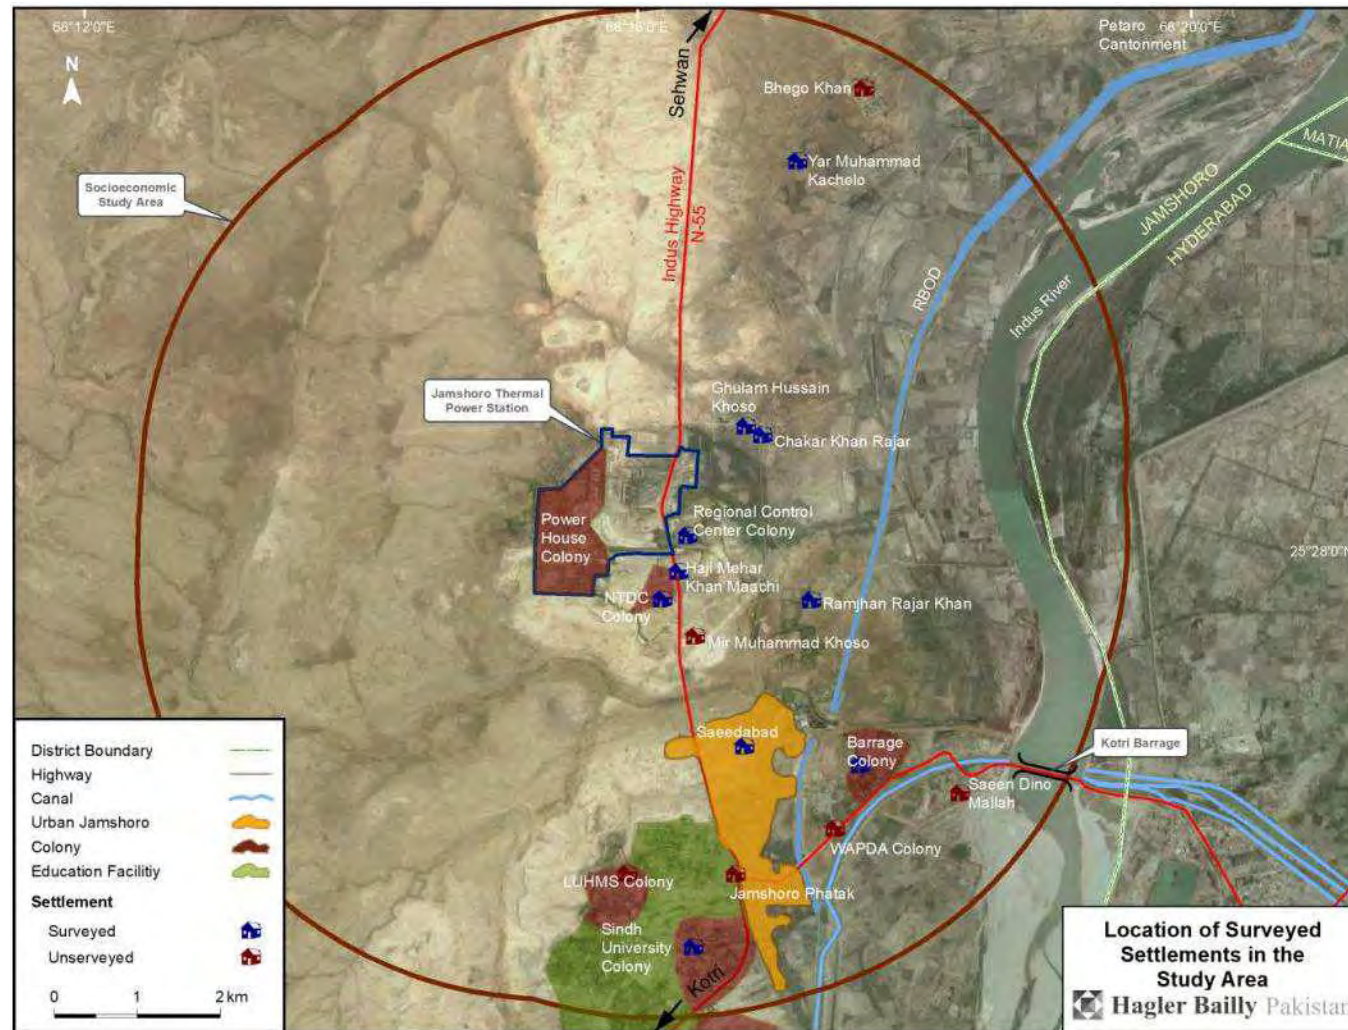 68°12'0"E
68°16'0"E
68°20'0"E
Petaro
Cantonment
N
Sehwan
Bhego Khan
Yar Muhammad
Kachelo
MATIA
JAMSHORO
HYDERABAD
Socioeconomic
Study Area
Indus Highway
N-55
RBOD
Indus River
Jamshoro Thermal
Power Station
Ghulam Hussain
Khoso
Chakar Khan Rajar
Power
House
Colony
Regional Control
Center Colony
25°28'0"N
Haji Mehar
Khan Maachi
NTDC
Colony
Ramjhan Rajar Khan
Mir Muhammad Khoso
Saeedabad
Barrage
Colony
Kotri Barrage
Saeen Dino
Mallah
WAPDA Colony
LUHMS Colony
Jamshoro Phatak
Sindh
University
Colony
Kotri
District Boundary
Highway
Canal
Urban Jamshoro
Colony
Education Facilitiy
Settlement
Surveyed
Unserveyed
0 1 2 km
Location of Surveyed
Settlements in the
Study Area
Hagler Bailly Pakistan